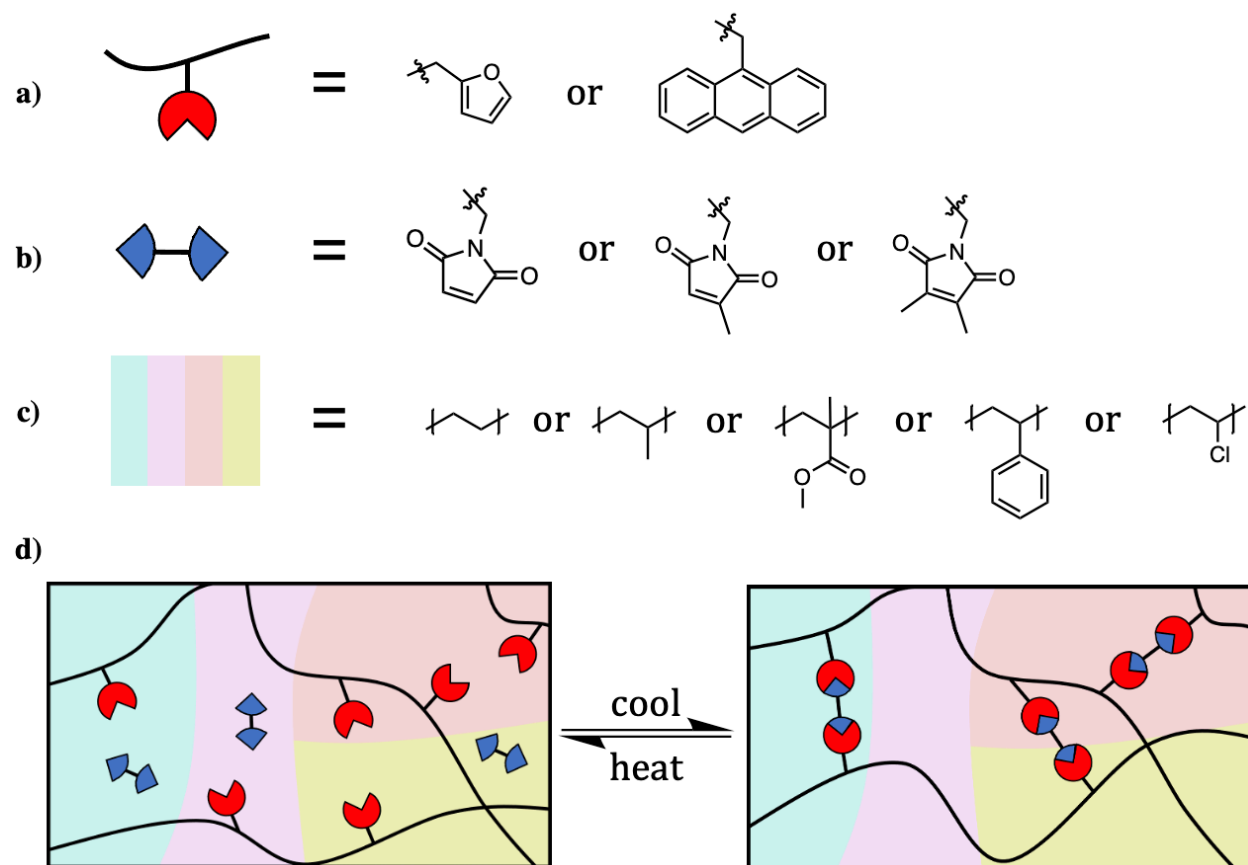 a) = O or
b) = O N O or O N O or O N O
c) = or or or or Cl
O O
d)
cool
heat